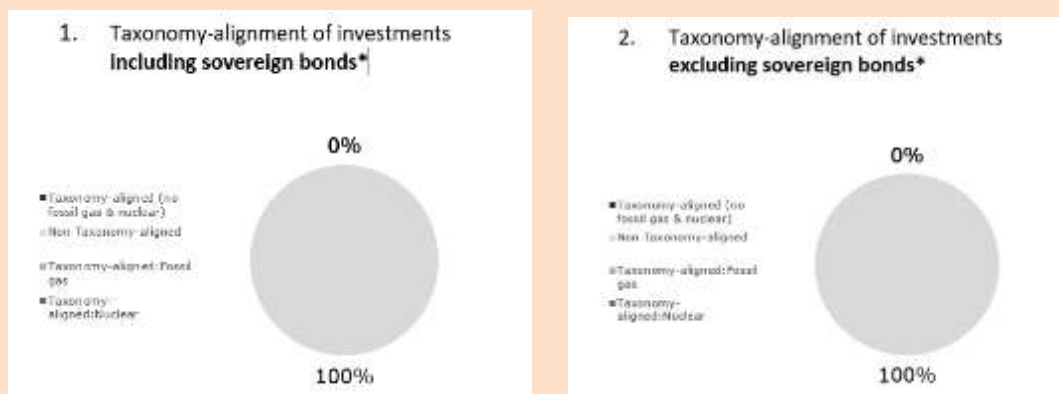 1. Taxonomy-alignment of investments
including sovereign bonds*
0%
Taxonomy-aligned (no
fossil gas & nuclear)
Non Taxonomy-aligned
Taxonomy-aligned:Fossil
gas
Taxonomy-
aligned:Nuclear
100%
2. Taxonomy-alignment of investments
excluding sovereign bonds*
0%
Taxonomy-aligned (no
fossil gas & nuclear)
Non Taxonomy-aligned
Taxonomy-aligned:Fossil
gas
Taxonomy-
aligned:Nuclear
100%